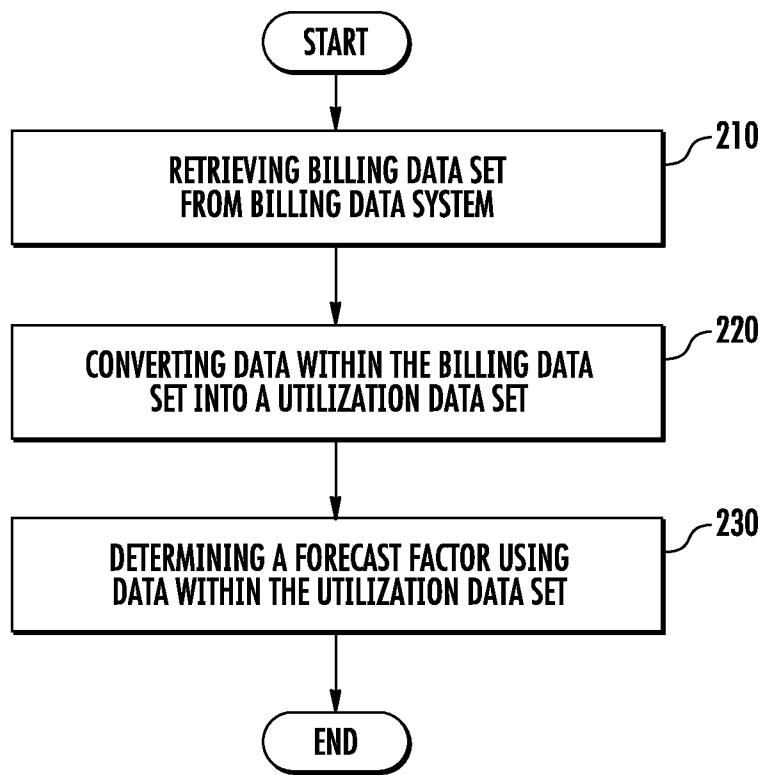 START
210
RETRIEVING BILLING DATA SET
FROM BILLING DATA SYSTEM
220
CONVERTING DATA WITHIN THE BILLING DATA
SET INTO A UTILIZATION DATA SET
230
DETERMINING A FORECAST FACTOR USING
DATA WITHIN THE UTILIZATION DATA SET
END